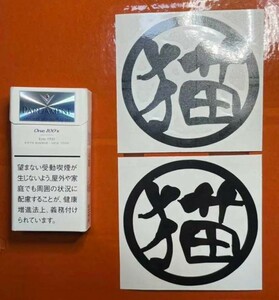 One 100's
望まない受動喫煙が
生じないよう、屋外や家
庭でも周囲の状況に
配慮することが、健康
増進法上、義務付け
られています。
猫
猫